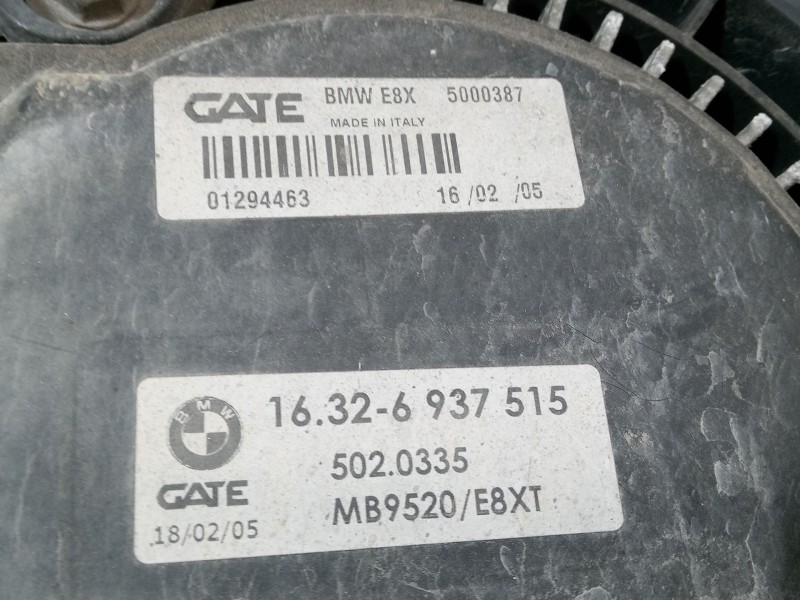 GATE BMW E8X 5000387
MADE IN ITALY
01294463 16/02/05
BMW 16.32-6 937 515
502.0335
GATE MB9520/E8XT
18/02/05